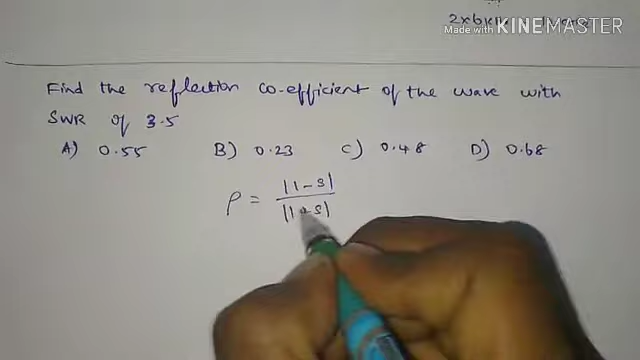 Made with KINEMASTER
Find the reflection co-efficient of the wave with
SWR of 3.5
A) 0.55 B) 0.23 C) 0.48 D) 0.68
ρ = |1-s| / |1+s|